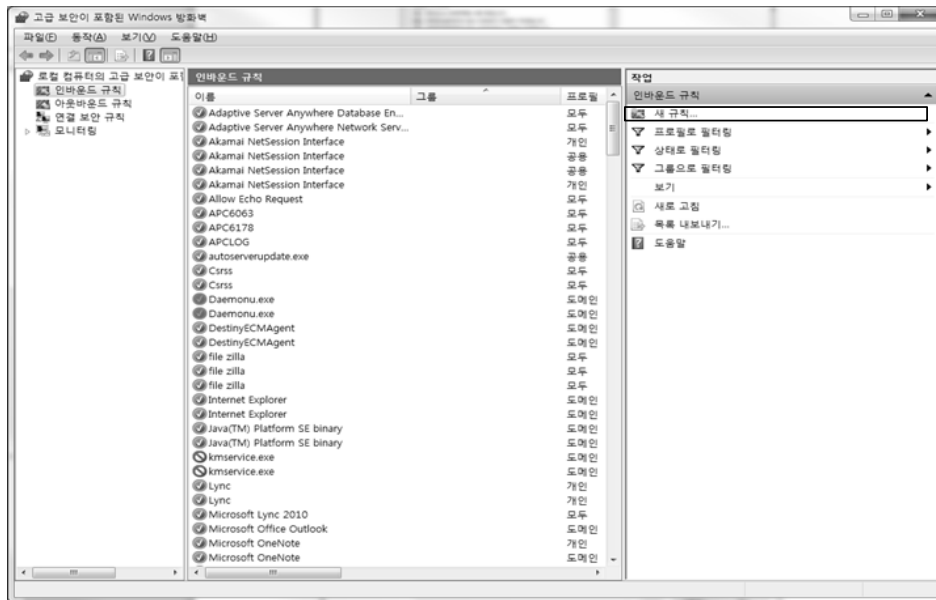 고급 보안이 포함된 Windows 방화벽
파일(F) 동작(A) 보기(V) 도움말(H)
로컬 컴퓨터의 고급 보안이 포
인바운드 규칙
아웃바운드 규칙
연결 보안 규칙
모니터링
인바운드 규칙
이름 그룹 프로필
Adaptive Server Anywhere Database En... 모두
Adaptive Server Anywhere Network Serv... 모두
Akamai NetSession Interface 개인
Akamai NetSession Interface 공용
Akamai NetSession Interface 공용
Akamai NetSession Interface 개인
Allow Echo Request 모두
APC6063 모두
APC6178 모두
APCLOG 모두
autoserverupdate.exe 공용
Csrss 모두
Csrss 모두
Daemonu.exe 도메인
Daemonu.exe 도메인
DestinyECMAgent 도메인
DestinyECMAgent 도메인
file zilla 모두
file zilla 모두
file zilla 모두
Internet Explorer 도메인
Internet Explorer 도메인
Java(TM) Platform SE binary 도메인
Java(TM) Platform SE binary 도메인
kmservice.exe 도메인
kmservice.exe 도메인
Lync 개인
Lync 개인
Microsoft Lync 2010 모두
Microsoft Office Outlook 도메인
Microsoft OneNote 개인
Microsoft OneNote 도메인
작업
인바운드 규칙
새 규칙...
프로필로 필터링
상태로 필터링
그룹으로 필터링
보기
새로 고침
목록 내보내기...
도움말